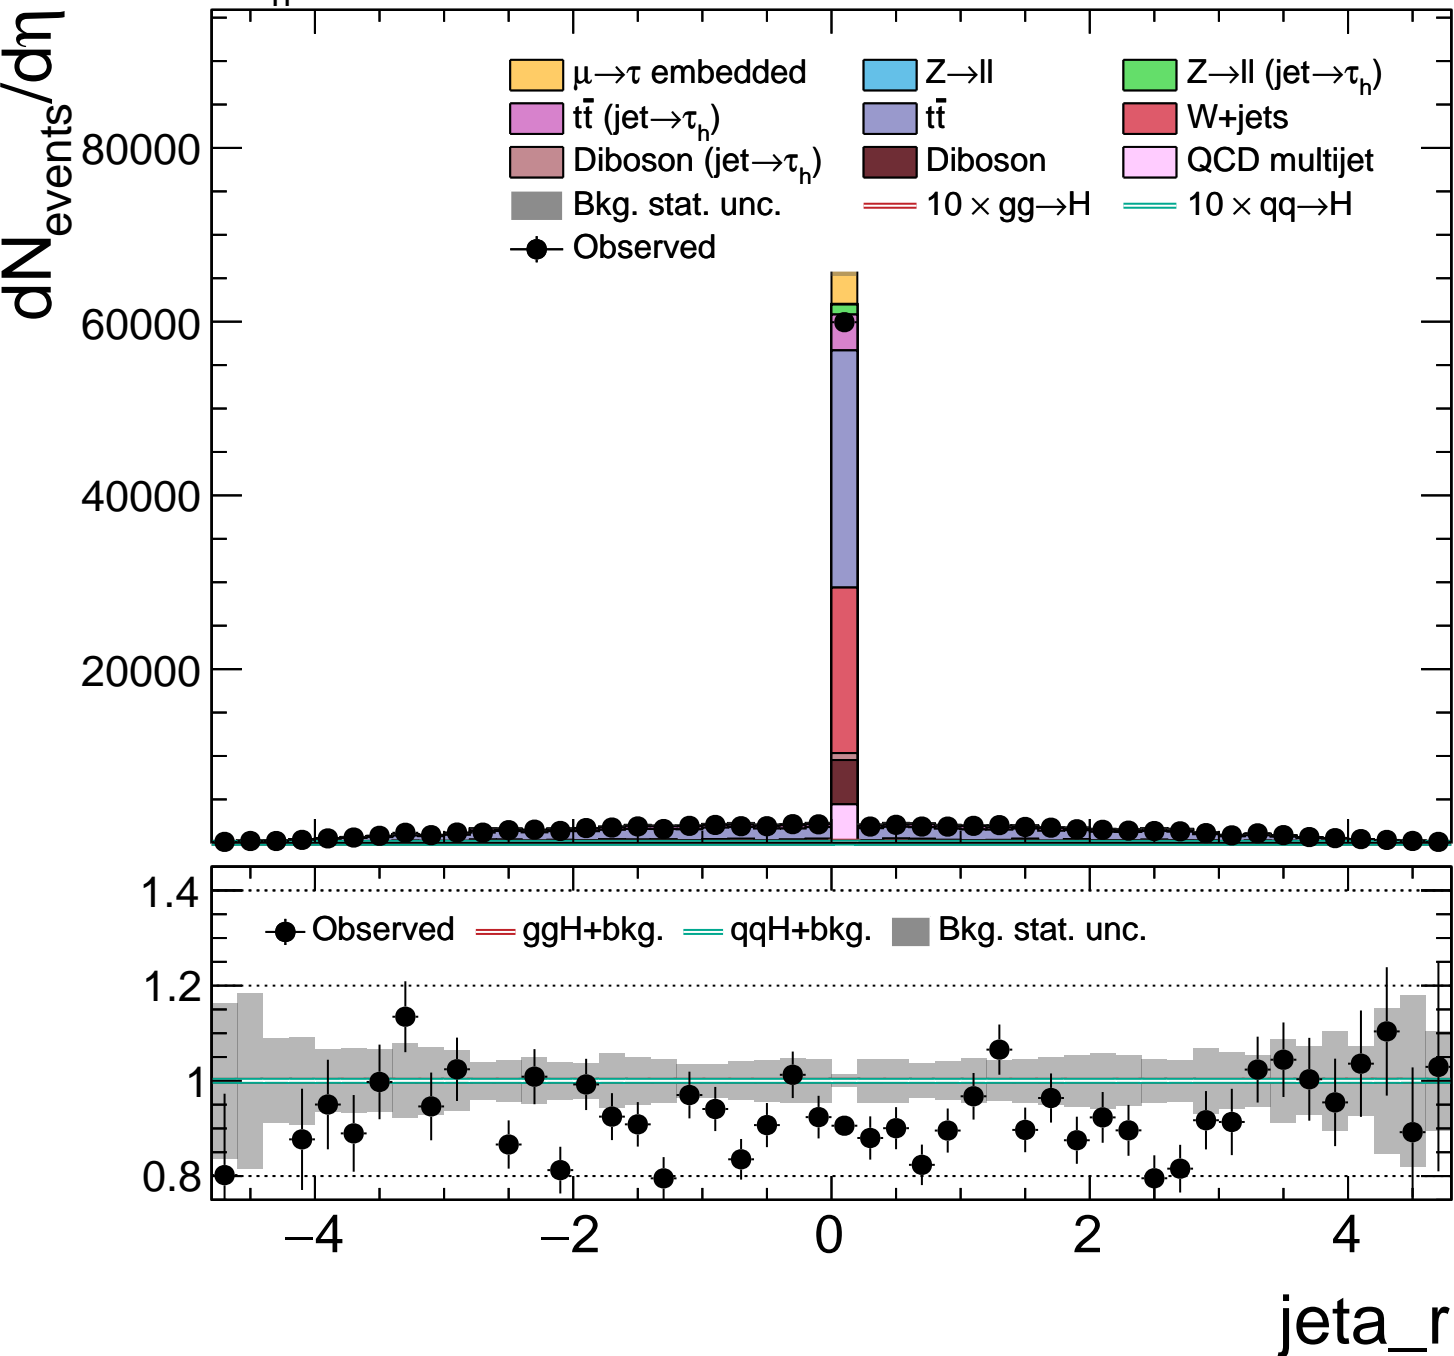 dN_events/dη
μ→τ embedded Z→ll Z→ll (jet→τ_h)
tt̄ (jet→τ_h) tt̄ W+jets
Diboson (jet→τ_h) Diboson QCD multijet
Bkg. stat. unc. 10 × gg→H 10 × qq→H
Observed
80000
60000
40000
20000
1.4
Observed ggH+bkg. qqH+bkg. Bkg. stat. unc.
1.2
1
0.8
−4 −2 0 2 4
jeta_r